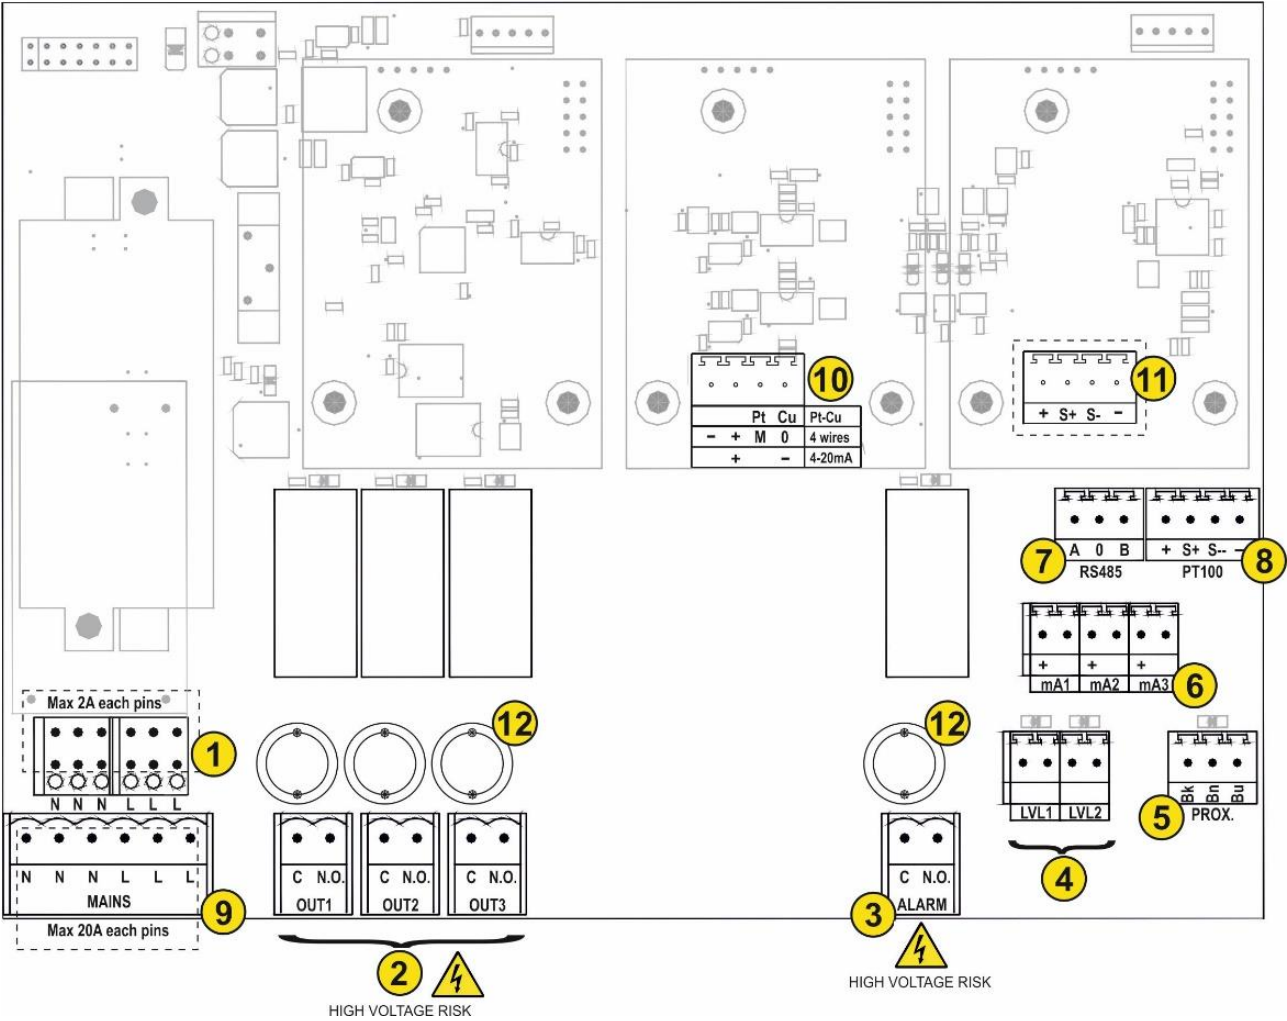 10
11
+ S+ S- −
Pt Cu Pt-Cu
− + M 0 4 wires
+ − 4-20mA
7
A 0 B
RS485
+ S+ S-- −
PT100
8
+ + +
mA1 mA2 mA3
6
Max 2A each pins
1
N N N L L L
12
12
LVL1 LVL2
4
Bk Bn Bu
PROX.
5
N N N L L L
MAINS
Max 20A each pins
9
C N.O. C N.O. C N.O.
OUT1 OUT2 OUT3
2
HIGH VOLTAGE RISK
C N.O.
ALARM
3
HIGH VOLTAGE RISK